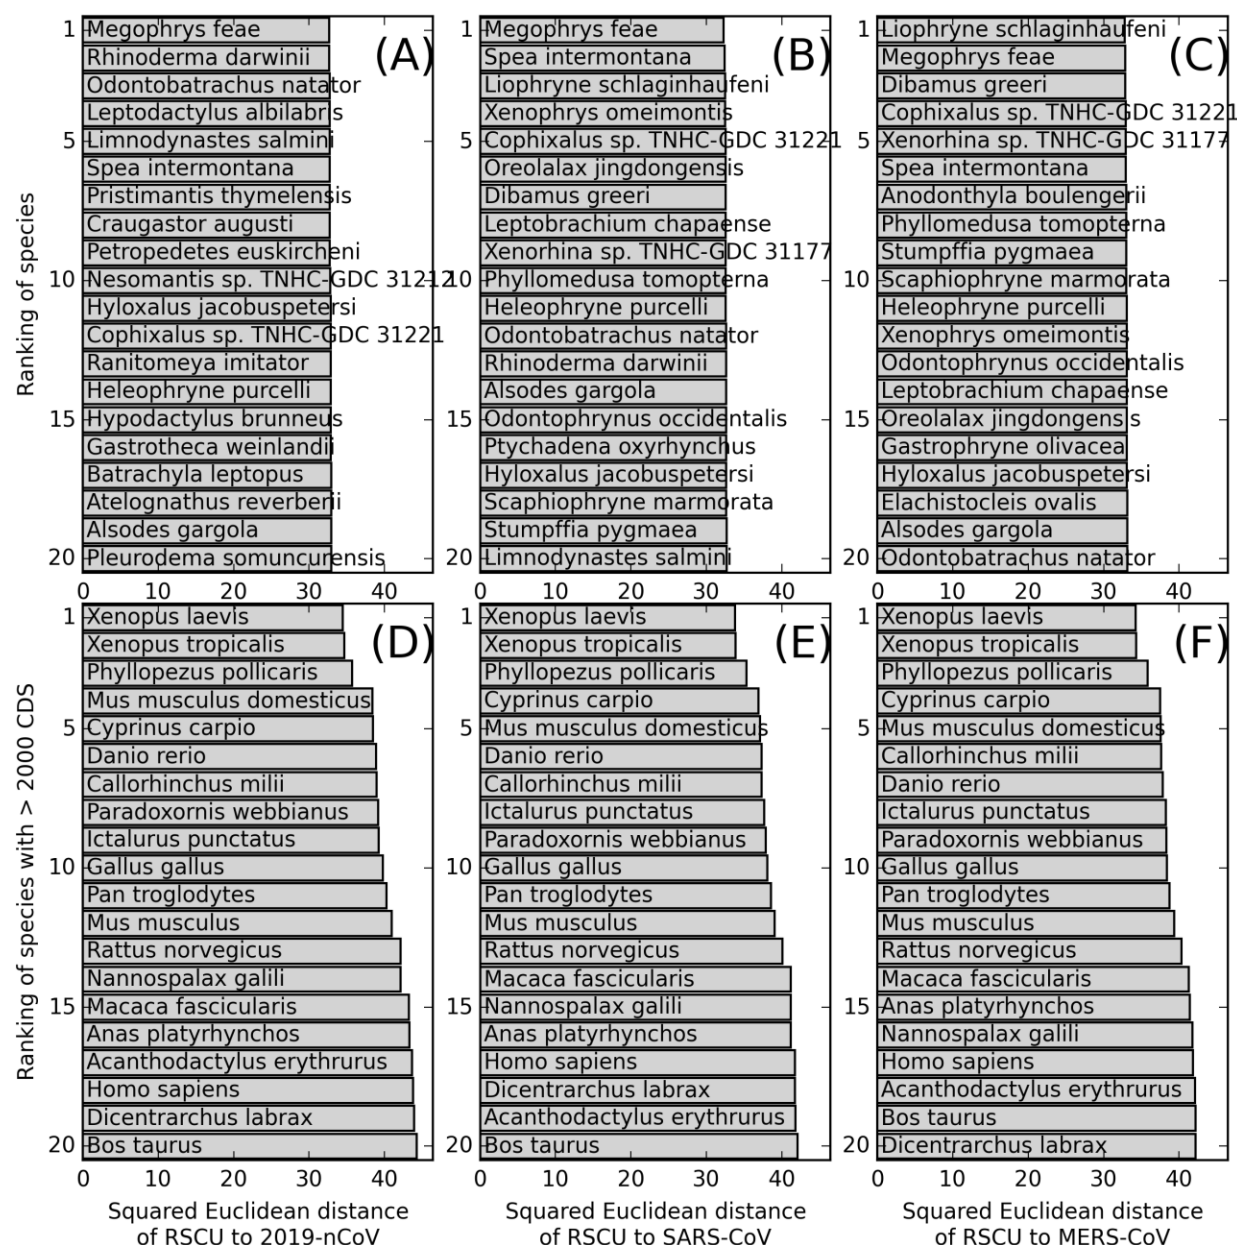 Ranking of species
(A)
1 Megophrys feae
Rhinoderma darwinii
Odontobatrachus natator
Leptodactylus albilabris
5 Limnodynastes salmini
Spea intermontana
Pristimantis thymelensis
Craugastor augusti
Petropedetes euskircheni
10 Nesomantis sp. TNHC-GDC 31212
Hyloxalus jacobuspetersi
Cophixalus sp. TNHC-GDC 31221
Ranitomeya imitator
Heleophryne purcelli
15 Hypodactylus brunneus
Gastrotheca weinlandii
Batrachyla leptopus
Atelognathus reverberii
Alsodes gargola
20 Pleurodema somuncurensis
0 10 20 30 40
(B)
1 Megophrys feae
Spea intermontana
Liophryne schlaginhaufeni
Xenophrys omeimontis
5 Cophixalus sp. TNHC-GDC 31221
Oreolalax jingdongensis
Dibamus greeri
Leptobrachium chapaense
Xenorhina sp. TNHC-GDC 31177
10 Phyllomedusa tomopterna
Heleophryne purcelli
Odontobatrachus natator
Rhinoderma darwinii
Alsodes gargola
15 Odontophrynus occidentalis
Ptychadena oxyrhynchus
Hyloxalus jacobuspetersi
Scaphiophryne marmorata
Stumpffia pygmaea
20 Limnodynastes salmini
0 10 20 30 40
(C)
1 Liophryne schlaginhaufeni
Megophrys feae
Dibamus greeri
Cophixalus sp. TNHC-GDC 31221
5 Xenorhina sp. TNHC-GDC 31177
Spea intermontana
Anodonthyla boulengerii
Phyllomedusa tomopterna
Stumpffia pygmaea
10 Scaphiophryne marmorata
Heleophryne purcelli
Xenophrys omeimontis
Odontophrynus occidentalis
Leptobrachium chapaense
15 Oreolalax jingdongensis
Gastrophryne olivacea
Hyloxalus jacobuspetersi
Elachistocleis ovalis
Alsodes gargola
20 Odontobatrachus natator
0 10 20 30 40
Ranking of species with > 2000 CDS
(D)
1 Xenopus laevis
Xenopus tropicalis
Phyllopezus pollicaris
Mus musculus domesticus
5 Cyprinus carpio
Danio rerio
Callorhinchus milii
Paradoxornis webbianus
Ictalurus punctatus
10 Gallus gallus
Pan troglodytes
Mus musculus
Rattus norvegicus
Nannospalax galili
15 Macaca fascicularis
Anas platyrhynchos
Acanthodactylus erythrurus
Homo sapiens
Dicentrarchus labrax
20 Bos taurus
0 10 20 30 40
Squared Euclidean distance
of RSCU to 2019-nCoV
(E)
1 Xenopus laevis
Xenopus tropicalis
Phyllopezus pollicaris
Cyprinus carpio
5 Mus musculus domesticus
Danio rerio
Callorhinchus milii
Ictalurus punctatus
Paradoxornis webbianus
10 Gallus gallus
Pan troglodytes
Mus musculus
Rattus norvegicus
Macaca fascicularis
15 Nannospalax galili
Anas platyrhynchos
Homo sapiens
Dicentrarchus labrax
Acanthodactylus erythrurus
20 Bos taurus
0 10 20 30 40
Squared Euclidean distance
of RSCU to SARS-CoV
(F)
1 Xenopus laevis
Xenopus tropicalis
Phyllopezus pollicaris
Cyprinus carpio
5 Mus musculus domesticus
Callorhinchus milii
Danio rerio
Ictalurus punctatus
Paradoxornis webbianus
10 Gallus gallus
Pan troglodytes
Mus musculus
Rattus norvegicus
Macaca fascicularis
15 Anas platyrhynchos
Nannospalax galili
Homo sapiens
Acanthodactylus erythrurus
Bos taurus
20 Dicentrarchus labrax
0 10 20 30 40
Squared Euclidean distance
of RSCU to MERS-CoV